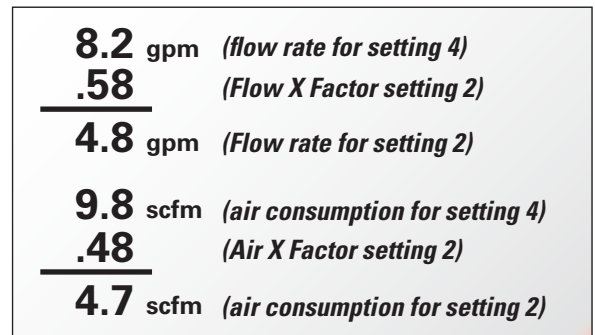 8.2 gpm (flow rate for setting 4)
.58 (Flow X Factor setting 2)
4.8 gpm (Flow rate for setting 2)
9.8 scfm (air consumption for setting 4)
.48 (Air X Factor setting 2)
4.7 scfm (air consumption for setting 2)